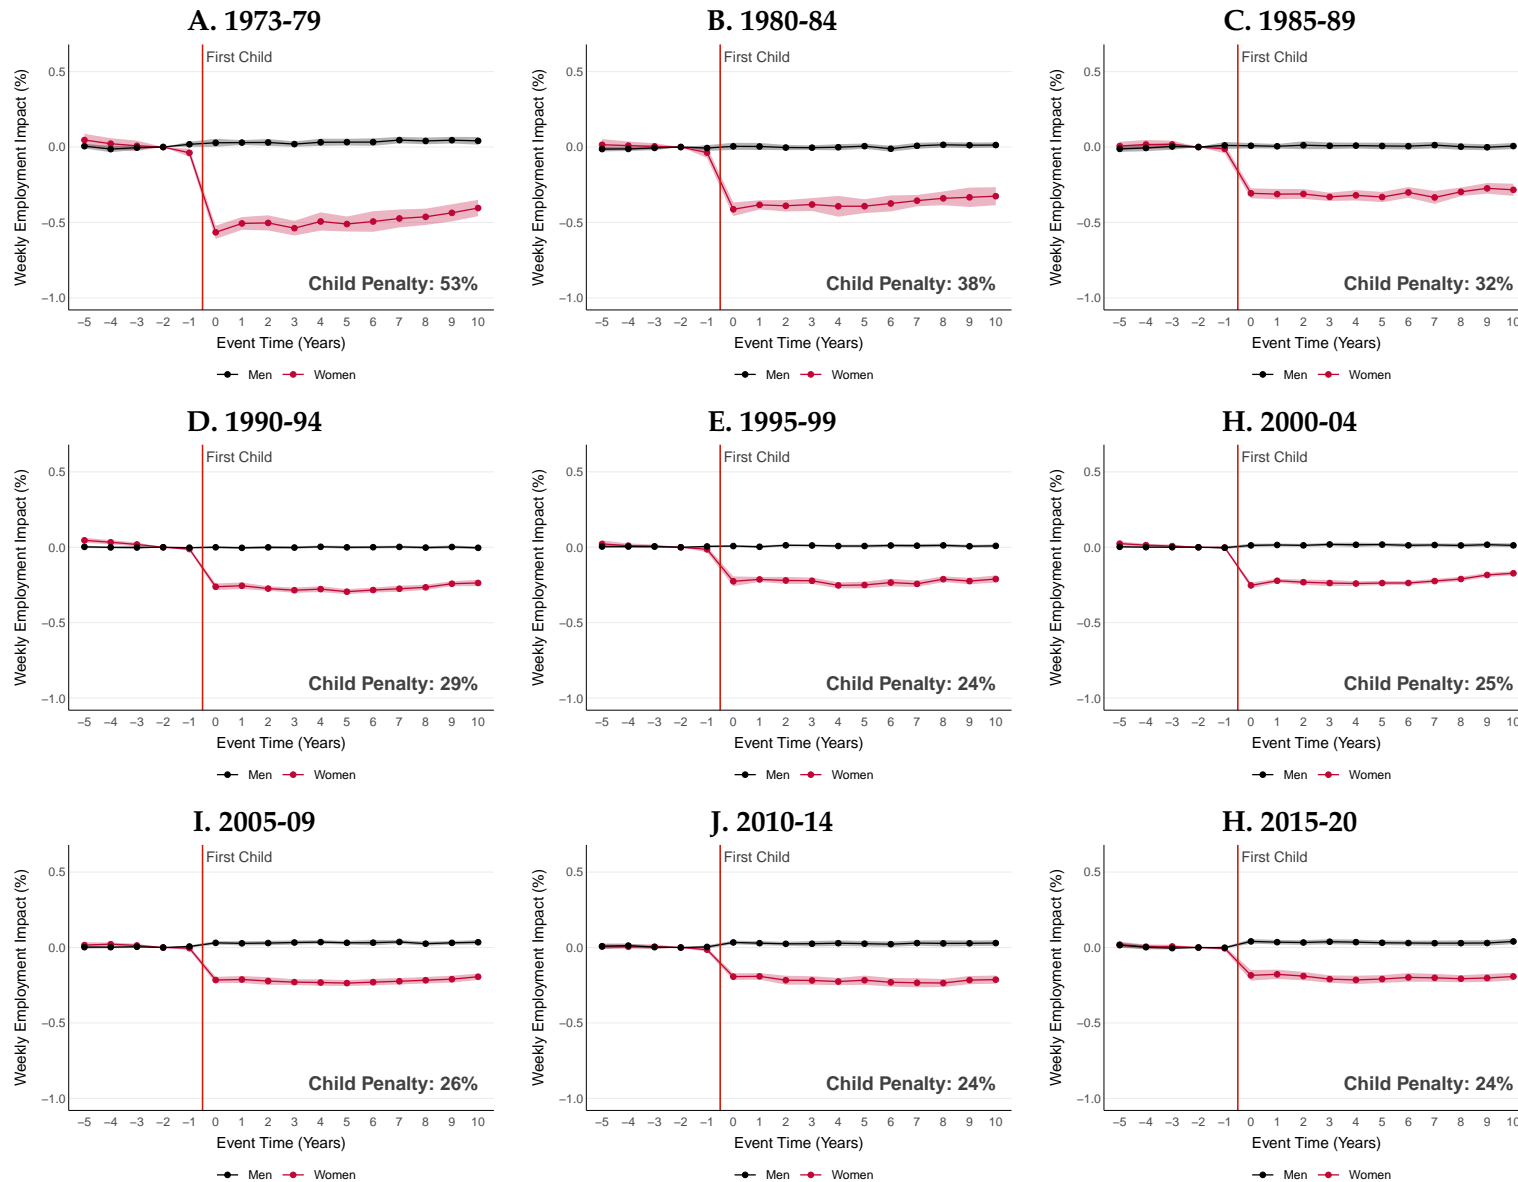 A. 1973-79
First Child
Weekly Employment Impact (%)
0.5
0.0
−0.5
−1.0
Child Penalty: 53%
−5 −4 −3 −2 −1 0 1 2 3 4 5 6 7 8 9 10
Event Time (Years)
Men Women
B. 1980-84
First Child
Weekly Employment Impact (%)
0.5
0.0
−0.5
−1.0
Child Penalty: 38%
−5 −4 −3 −2 −1 0 1 2 3 4 5 6 7 8 9 10
Event Time (Years)
Men Women
C. 1985-89
First Child
Weekly Employment Impact (%)
0.5
0.0
−0.5
−1.0
Child Penalty: 32%
−5 −4 −3 −2 −1 0 1 2 3 4 5 6 7 8 9 10
Event Time (Years)
Men Women
D. 1990-94
First Child
Weekly Employment Impact (%)
0.5
0.0
−0.5
−1.0
Child Penalty: 29%
−5 −4 −3 −2 −1 0 1 2 3 4 5 6 7 8 9 10
Event Time (Years)
Men Women
E. 1995-99
First Child
Weekly Employment Impact (%)
0.5
0.0
−0.5
−1.0
Child Penalty: 24%
−5 −4 −3 −2 −1 0 1 2 3 4 5 6 7 8 9 10
Event Time (Years)
Men Women
H. 2000-04
First Child
Weekly Employment Impact (%)
0.5
0.0
−0.5
−1.0
Child Penalty: 25%
−5 −4 −3 −2 −1 0 1 2 3 4 5 6 7 8 9 10
Event Time (Years)
Men Women
I. 2005-09
First Child
Weekly Employment Impact (%)
0.5
0.0
−0.5
−1.0
Child Penalty: 26%
−5 −4 −3 −2 −1 0 1 2 3 4 5 6 7 8 9 10
Event Time (Years)
Men Women
J. 2010-14
First Child
Weekly Employment Impact (%)
0.5
0.0
−0.5
−1.0
Child Penalty: 24%
−5 −4 −3 −2 −1 0 1 2 3 4 5 6 7 8 9 10
Event Time (Years)
Men Women
H. 2015-20
First Child
Weekly Employment Impact (%)
0.5
0.0
−0.5
−1.0
Child Penalty: 24%
−5 −4 −3 −2 −1 0 1 2 3 4 5 6 7 8 9 10
Event Time (Years)
Men Women